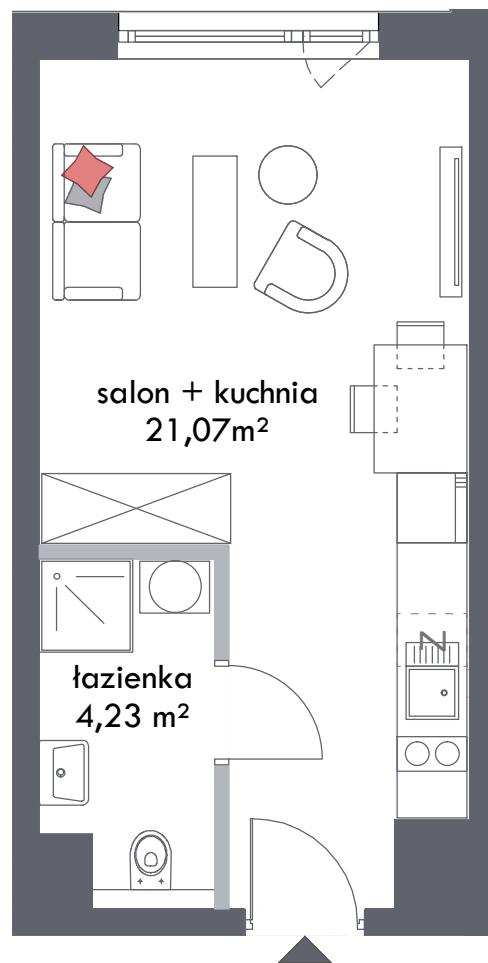 salon + kuchnia
21,07m²
Z
łazienka
4,23 m²